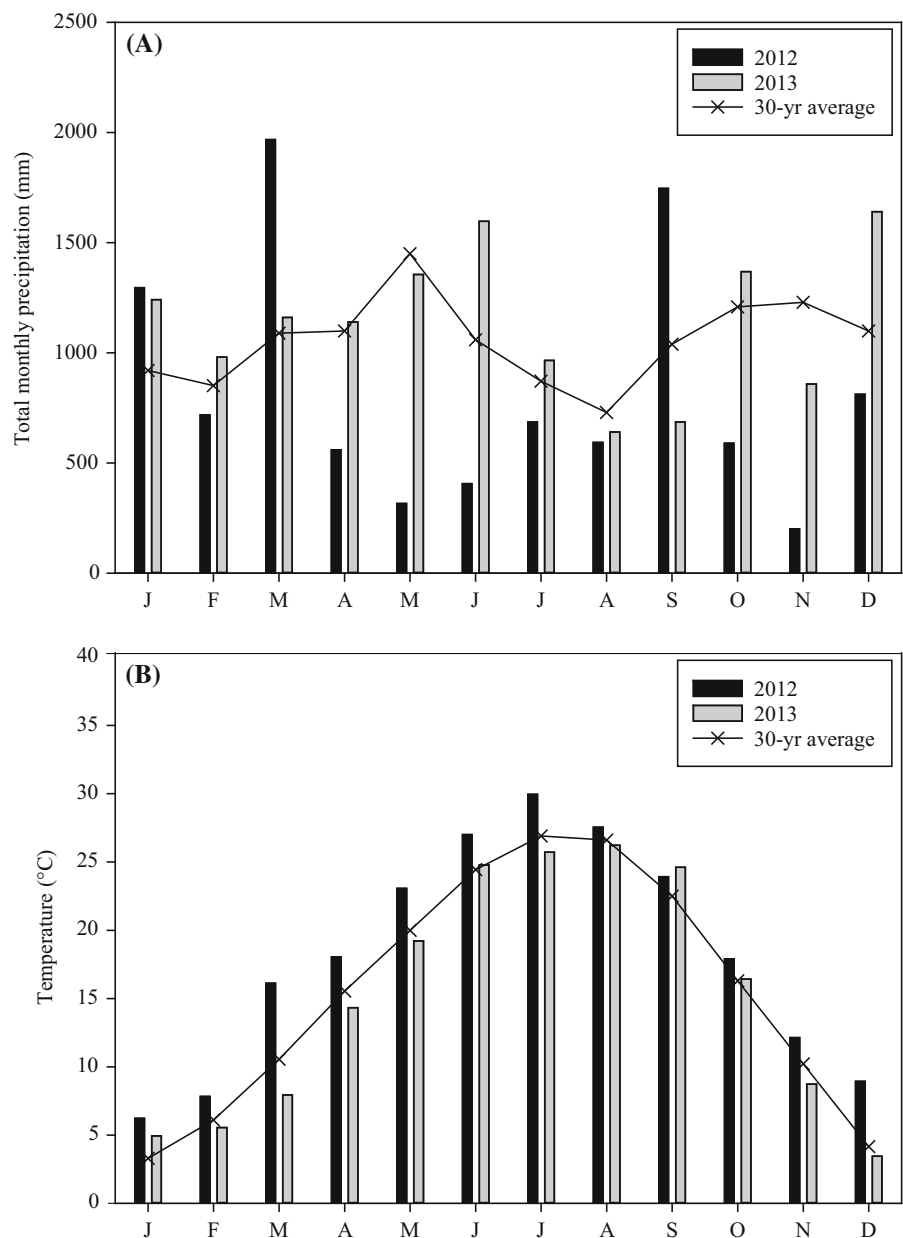 (A)
2012
2013
30-yr average
Total monthly precipitation (mm)
2500
2000
1500
1000
500
0
J F M A M J J A S O N D
(B)
2012
2013
30-yr average
Temperature (°C)
40
35
30
25
20
15
10
5
0
J F M A M J J A S O N D